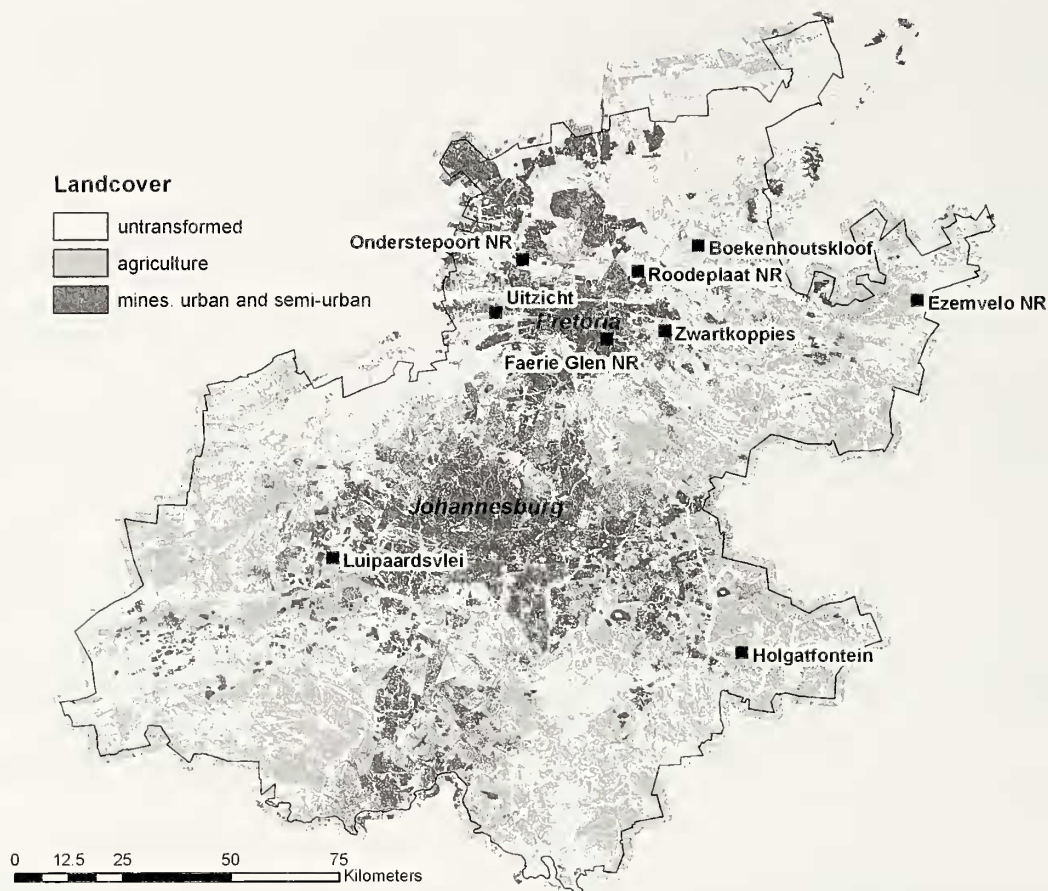 Landcover
untransformed
agriculture
mines. urban and semi-urban
Onderstepoort NR
Boekenhoutskloof
Roodeplaat NR
Ezemvelo NR
Uitzicht
Pretoria
Zwartkoppies
Faerie Glen NR
Johannesburg
Luipaardsvlei
Holgatfontein
0 12.5 25 50 75
Kilometers